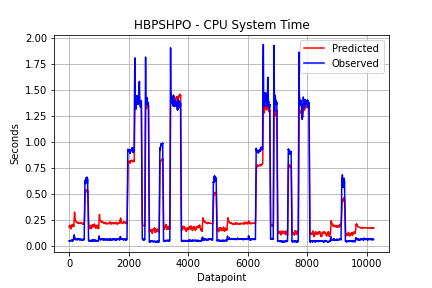 HBPSHPO - CPU System Time
2.00
1.75
1.50
1.25
1.00
0.75
0.50
0.25
0.00
Seconds
Predicted
Observed
0 2000 4000 6000 8000 10000
Datapoint